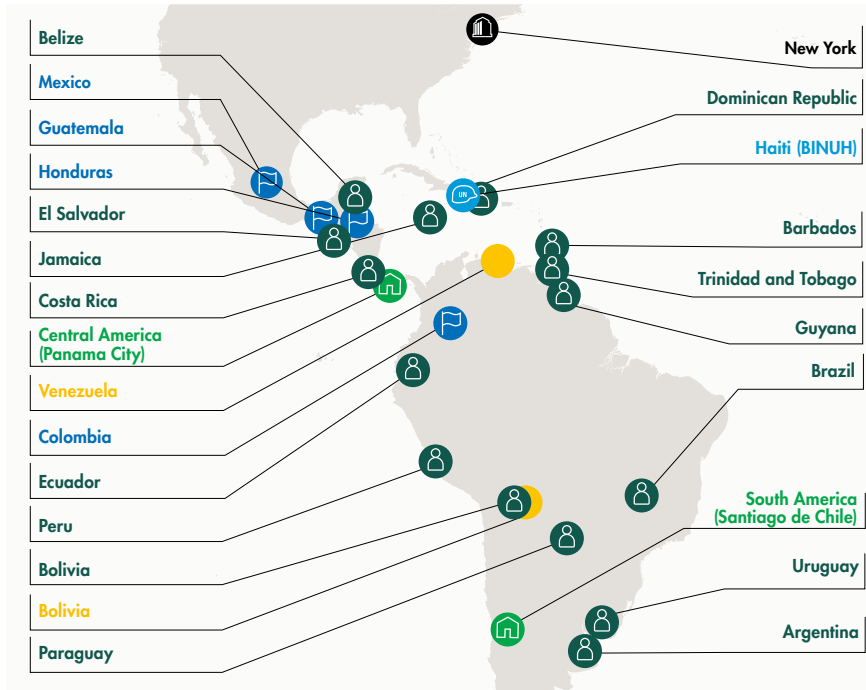 Belize
Mexico
Guatemala
Honduras
El Salvador
Jamaica
Costa Rica
Central America
(Panama City)
Venezuela
Colombia
Ecuador
Peru
Bolivia
Bolivia
Paraguay
New York
Dominican Republic
Haiti (BINUH)
UN
Barbados
Trinidad and Tobago
Guyana
Brazil
South America
(Santiago de Chile)
Uruguay
Argentina